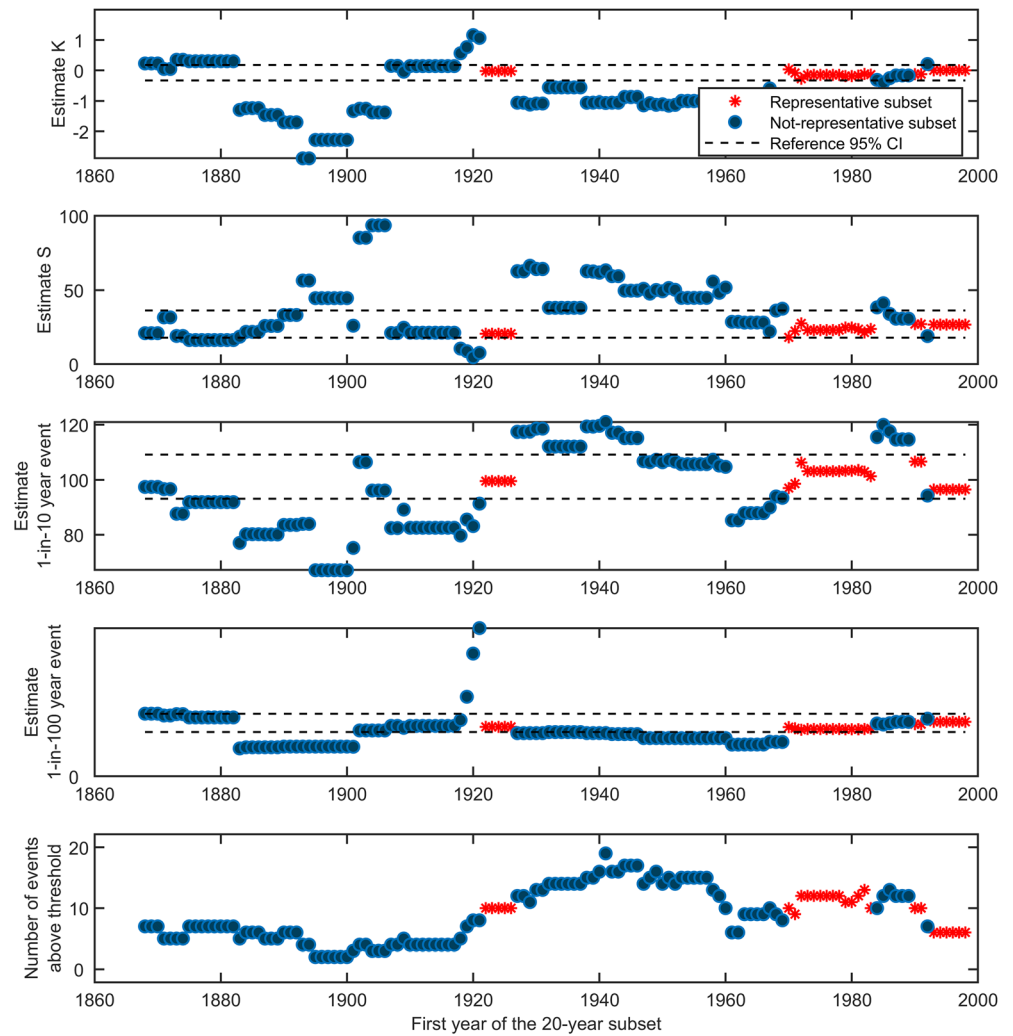 Estimate K
1
0
-1
-2
Representative subset
Not-representative subset
Reference 95% CI
1860 1880 1900 1920 1940 1960 1980 2000
Estimate S
100
50
0
1860 1880 1900 1920 1940 1960 1980 2000
Estimate
1-in-10 year event
120
100
80
1860 1880 1900 1920 1940 1960 1980 2000
Estimate
1-in-100 year event
0
1860 1880 1900 1920 1940 1960 1980 2000
Number of events
above threshold
20
10
0
1860 1880 1900 1920 1940 1960 1980 2000
First year of the 20-year subset